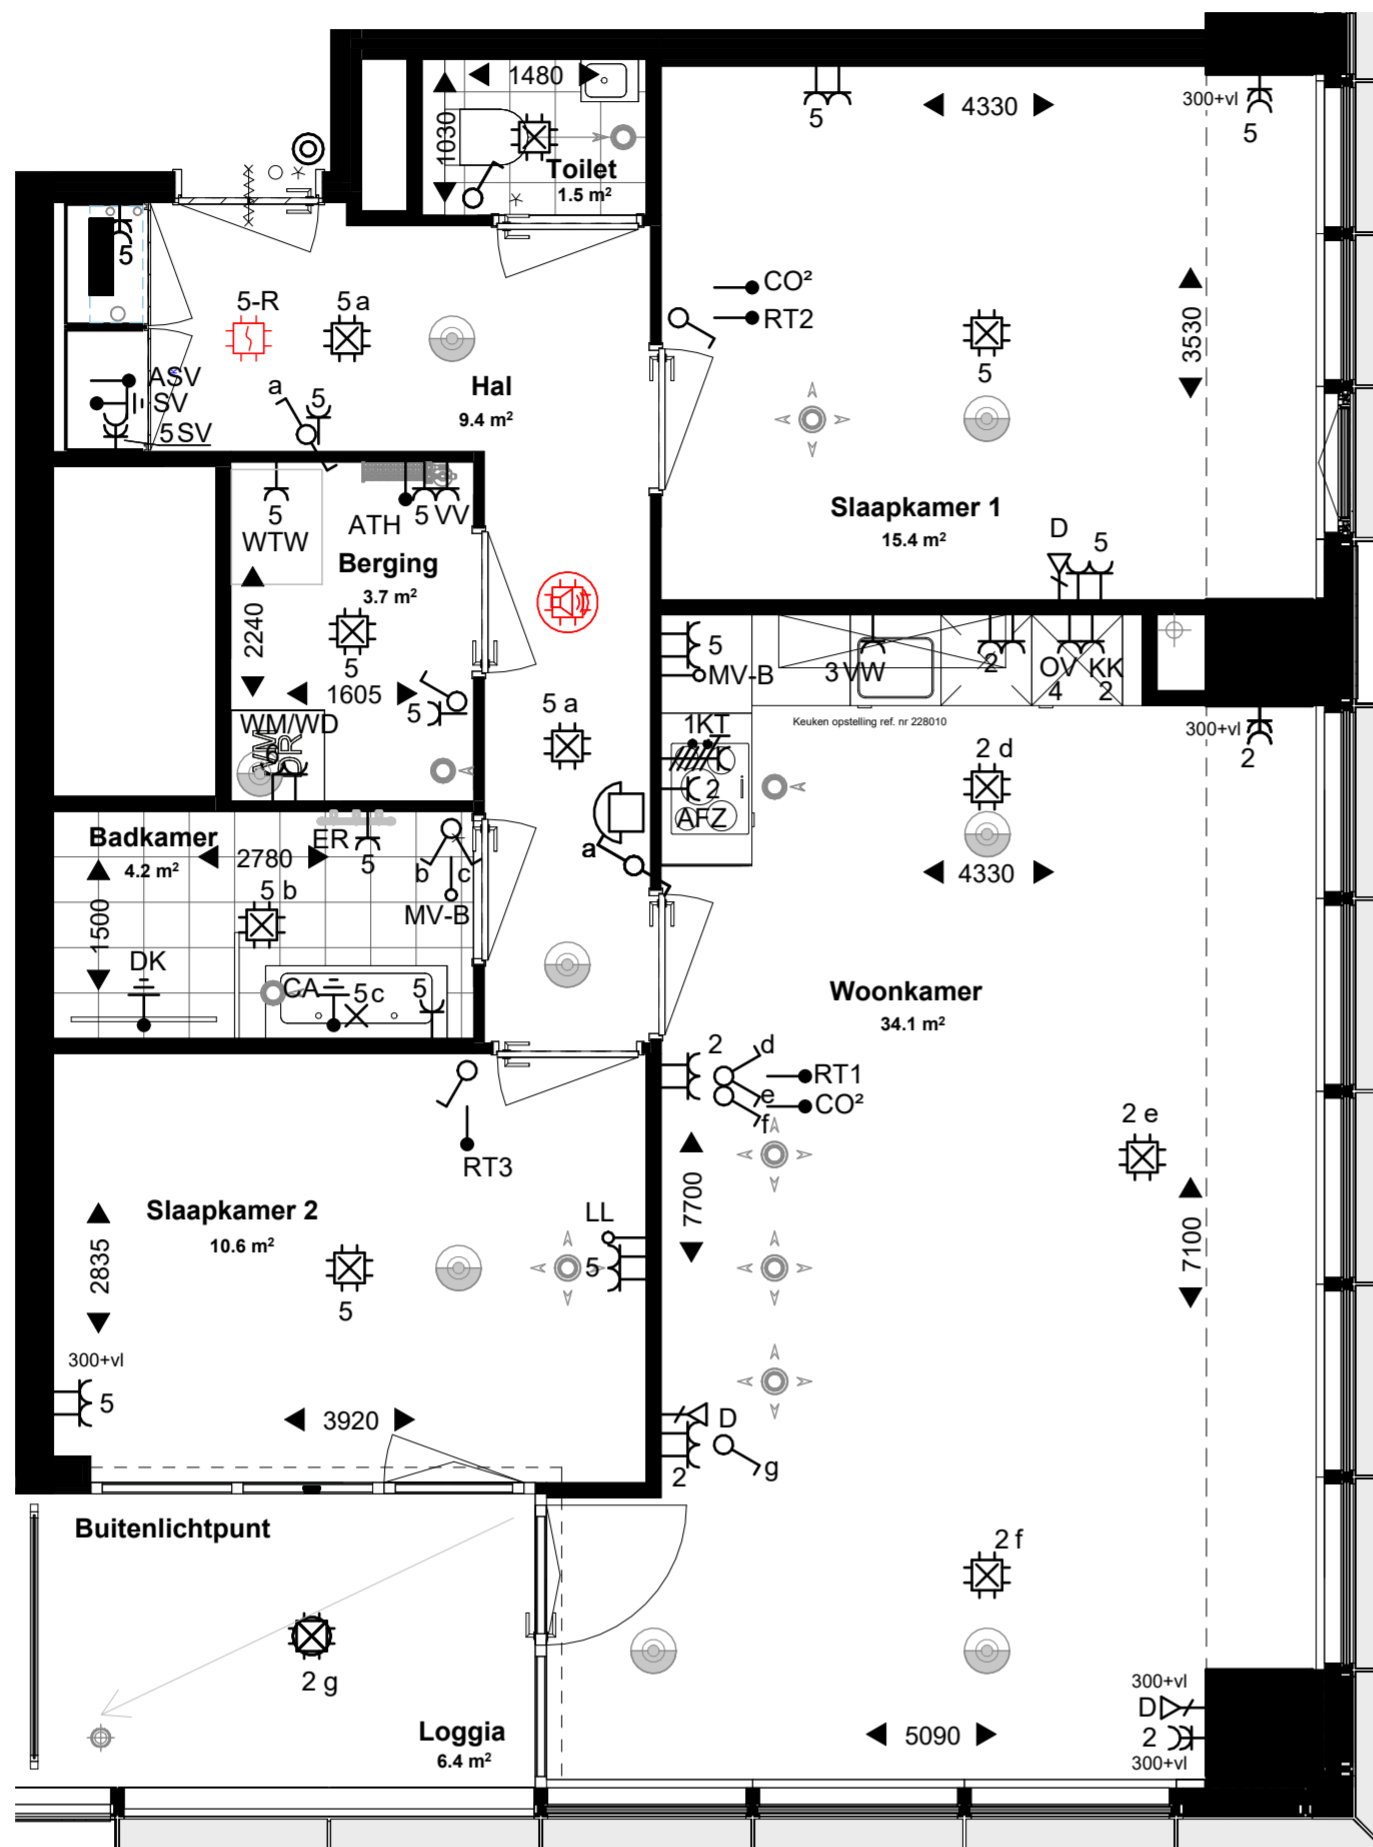 1480
1030
Toilet
1.5 m²
5
4330
300+vl
5
5
5-R
5 a
CO²
RT2
5
3530
ASV
SV
5 SV
a
5
Hal
9.4 m²
5
WTW
ATH
5 VV
Berging
3.7 m²
2240
5
1605
5
WM/WD
WM
DR
6
Slaapkamer 1
15.4 m²
D
5
5
MV-B
3 VW
2
OV
4
KK
2
1KT
Keuken opstelling ref. nr 228010
300+vl
2
5 a
2 d
2
AFZ
i
4330
a
Badkamer
4.2 m²
2780
ER
5
b
c
MV-B
5 b
1500
DK
CA
5 c
5
Woonkamer
34.1 m²
2
d
e
f
RT1
CO²
RT3
2 e
7700
7100
Slaapkamer 2
10.6 m²
LL
5
2835
5
300+vl
5
3920
D
2
g
Buitenlichtpunt
2 f
2 g
Loggia
6.4 m²
5090
300+vl
D
2
300+vl